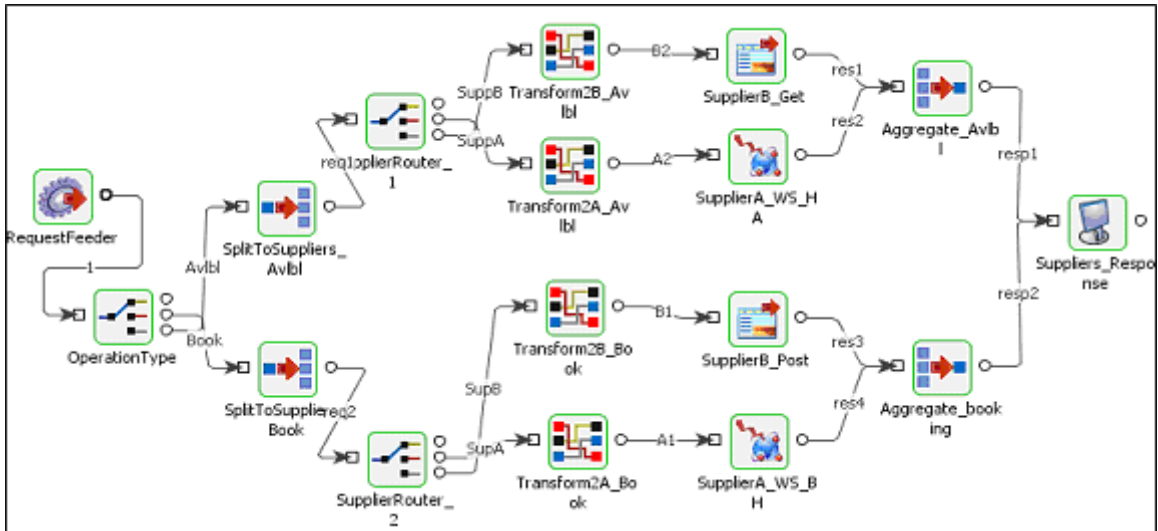 B2
SuppB
Transform2B_Av
lbl
SupplierB_Get
res1
res2
Aggregate_Avlb
l
SuppA
req1
pplierRouter_
1
A2
Transform2A_Av
lbl
SupplierA_WS_H
A
resp1
RequestFeeder
SplitToSuppliers_
Avlbl
Avlbl
1
Suppliers_Respo
nse
resp2
OperationType
Book
B1
Transform2B_Bo
ok
SupplierB_Post
res3
res4
Aggregate_book
ing
SplitToSupplie
Book
req2
SupB
SupA
SupplierRouter_
2
A1
Transform2A_Bo
ok
SupplierA_WS_B
H